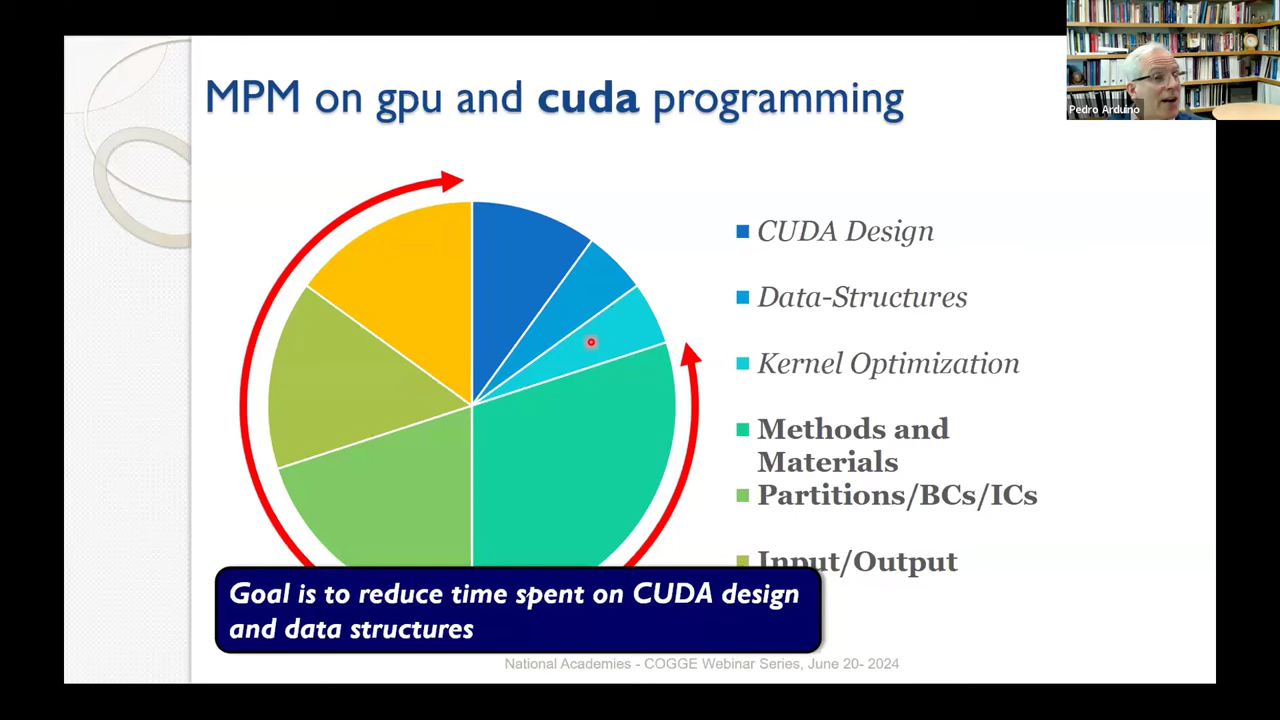 MPM on gpu and cuda programming
Pedro Arduino
CUDA Design
Data-Structures
Kernel Optimization
Methods and
Materials
Partitions/BCs/ICs
Input/Output
Goal is to reduce time spent on CUDA design
and data structures
National Academies - COGGE Webinar Series, June 20- 2024